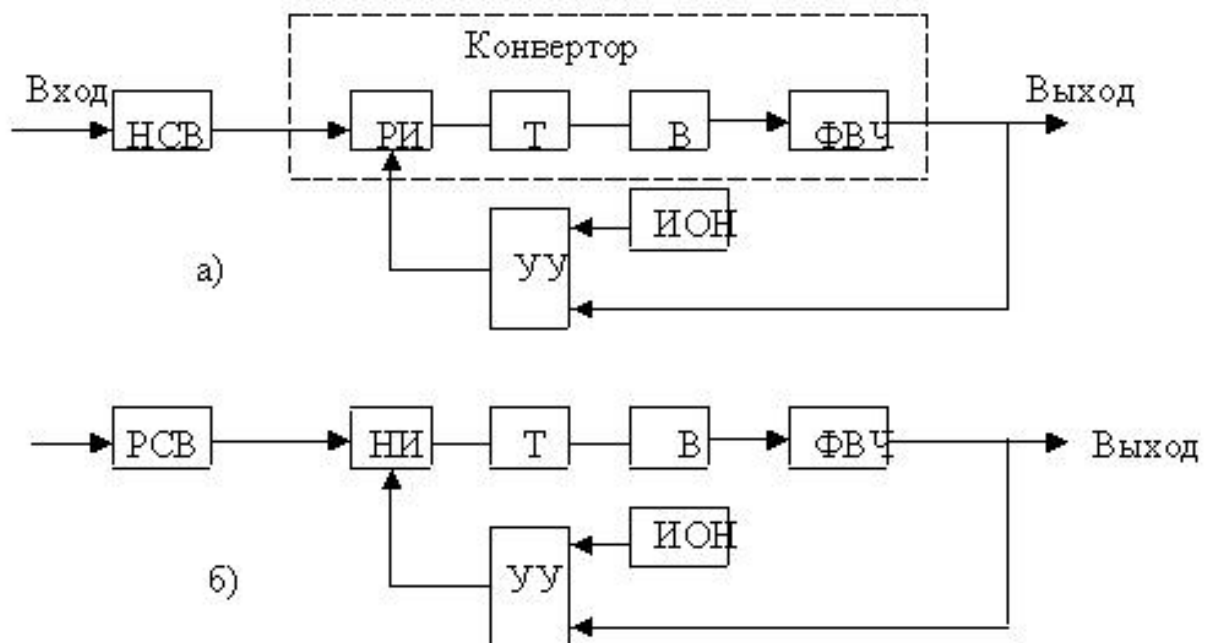 Конвертор
Вход
НСВ
РИ
Т
В
ФВЧ
Выход
УУ
ИОН
а)
РСВ
НИ
Т
В
ФВЧ
Выход
УУ
ИОН
б)